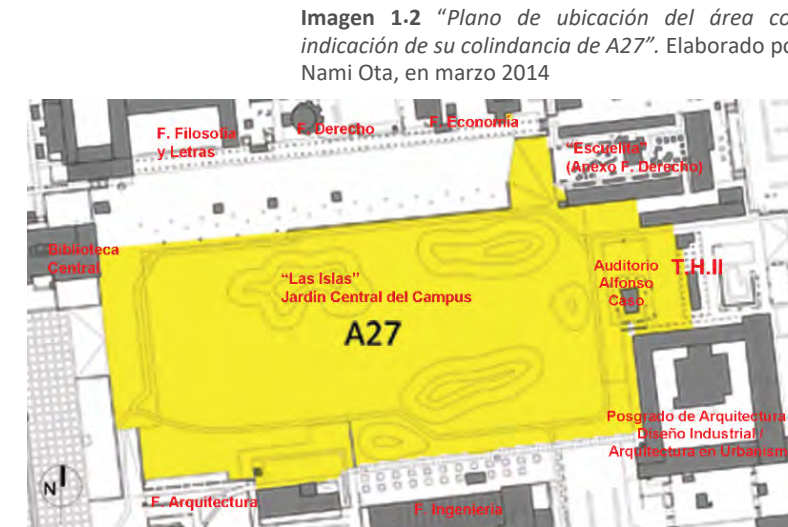 Imagen 1.2 “Plano de ubicación del área co
indicación de su colindancia de A27”. Elaborado po
Nami Ota, en marzo 2014
F. Filosofía
y Letras
F. Derecho
F. Economía
“Escuelita”
(Anexo F. Derecho)
Biblioteca
Central
“Las Islas”
Jardín Central del Campus
A27
Auditorio
Alfonso
Caso
T.H.II
Posgrado de Arquitectura
Diseño Industrial /
Arquitectura en Urbanism
N
F. Arquitectura
F. Ingeniería